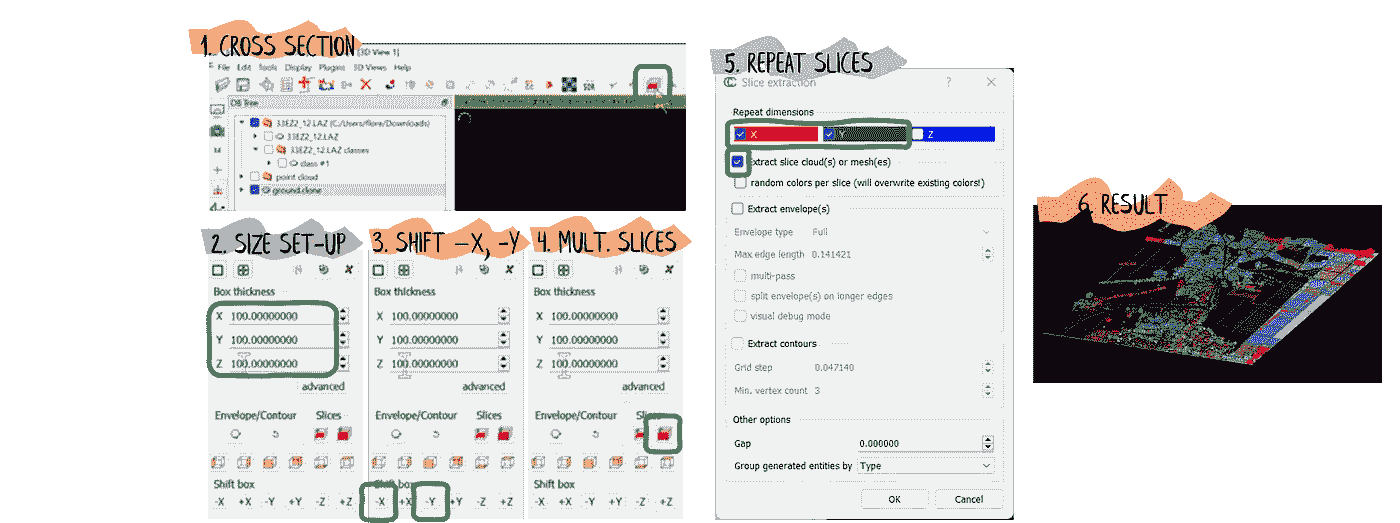 1. CROSS SECTION
[3D View 1]
File Edit Tools Display Plugins 3D Views Help
SOR
DB Tree
33EZ2_12.LAZ (C:/Users/flore/Downloads)
33EZ2_12.LAZ
33EZ2_12.LAZ classes
class #1
point cloud
ground.clone
2. SIZE SET-UP
Box thickness
X 100.00000000
Y 100.00000000
Z 100.00000000
advanced
Envelope/Contour Slices
Shift box
-X +X -Y +Y -Z +Z
3. SHIFT -X, -Y
Box thickness
X 100.00000000
Y 100.00000000
Z 100.00000000
advanced
Envelope/Contour Slices
Shift box
-X +X -Y +Y -Z +Z
4. MULT. SLICES
Box thickness
X 100.00000000
Y 100.00000000
Z 100.00000000
advanced
Envelope/Contour Slices
Shift box
-X +X -Y +Y -Z +Z
5. REPEAT SLICES
Slice extraction ? ×
Repeat dimensions
X Y Z
Extract slice cloud(s) or mesh(es)
random colors per slice (will overwrite existing colors!)
Extract envelope(s)
Envelope type Full
Max edge length 0.141421
multi-pass
split envelope(s) on longer edges
visual debug mode
Extract contours
Grid step 0.047140
Min. vertex count 3
Other options
Gap 0.000000
Group generated entities by Type
OK Cancel
6. RESULT